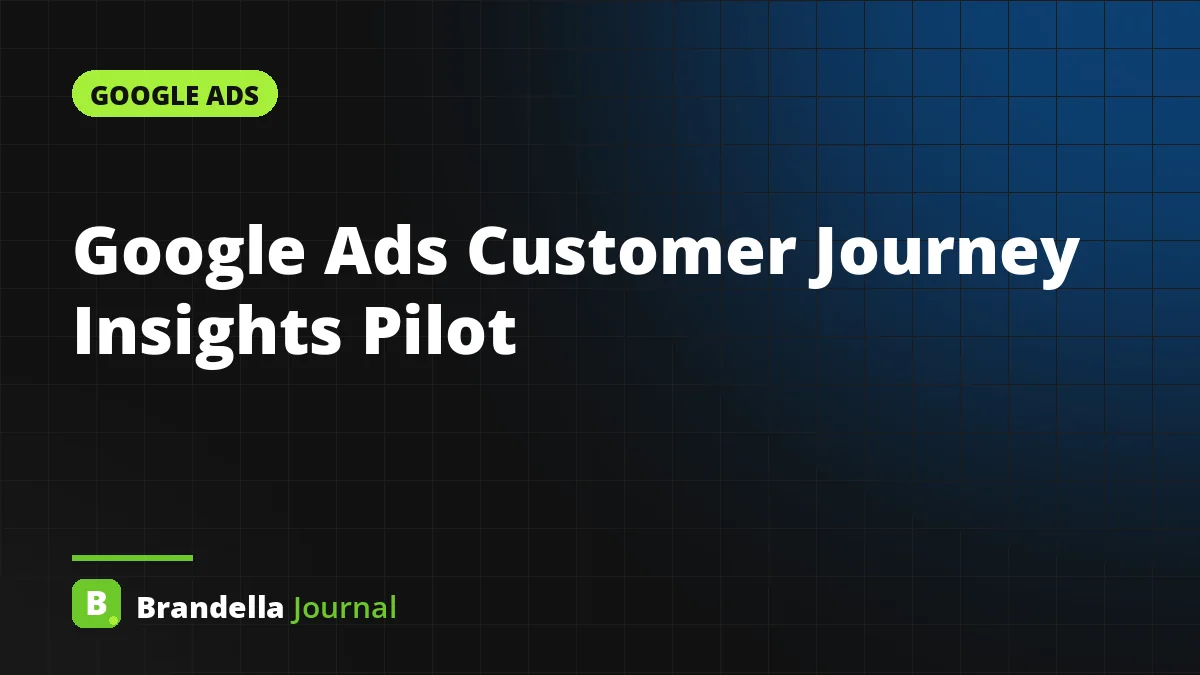 GOOGLE ADS
Google Ads Customer Journey
Insights Pilot
B
Brandella Journal